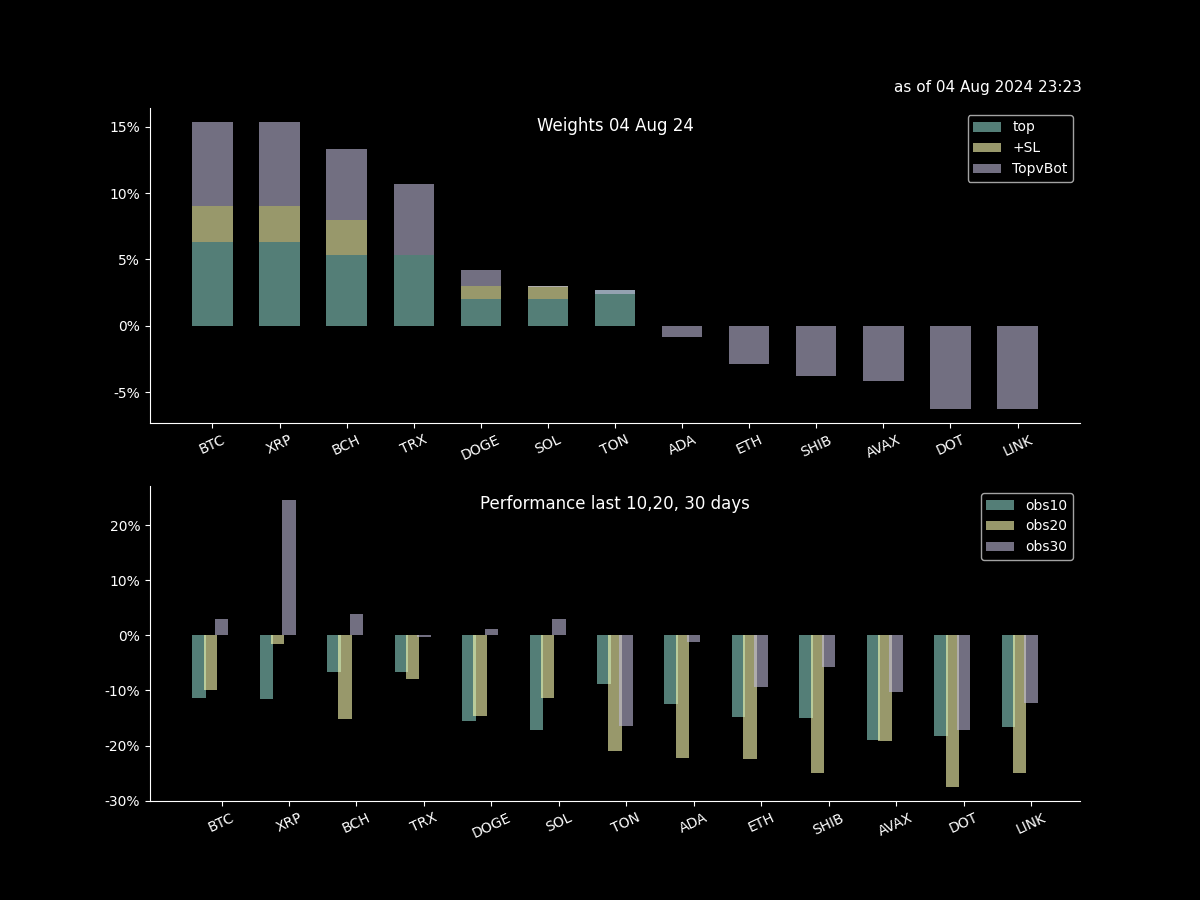 as of 04 Aug 2024 23:23
Weights 04 Aug 24
top
+SL
TopvBot
15%
10%
5%
0%
-5%
BTC XRP BCH TRX DOGE SOL TON ADA ETH SHIB AVAX DOT LINK
Performance last 10,20, 30 days
obs10
obs20
obs30
20%
10%
0%
-10%
-20%
-30%
BTC XRP BCH TRX DOGE SOL TON ADA ETH SHIB AVAX DOT LINK